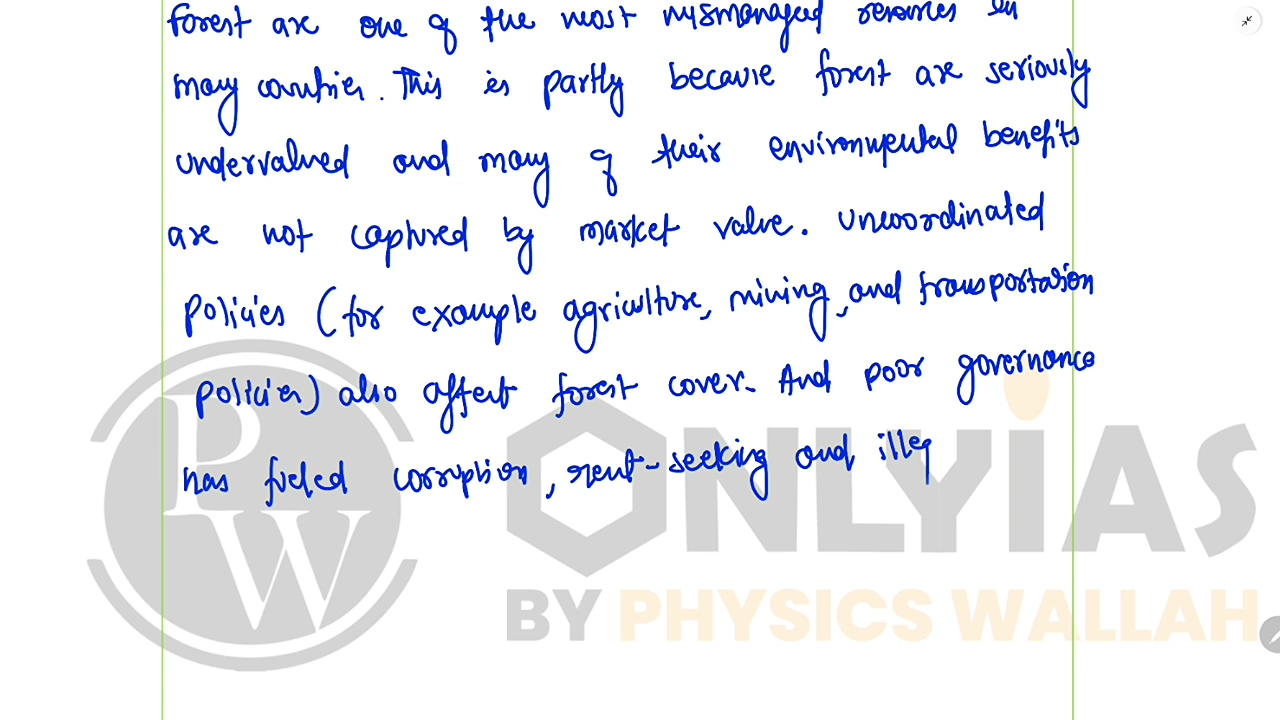 forest are one of the most mismanaged resources in
many countries. This is partly because forest are seriously
undervalued and many of their environmental benefits
are not captured by market value. uncoordinated
policies (for example agriculture, mining, and transportation
policies) also affect forest cover. And poor governance
has fueled corruption, rent-seeking and illeg
PW
ONLYIAS
BY PHYSICS WALLAH